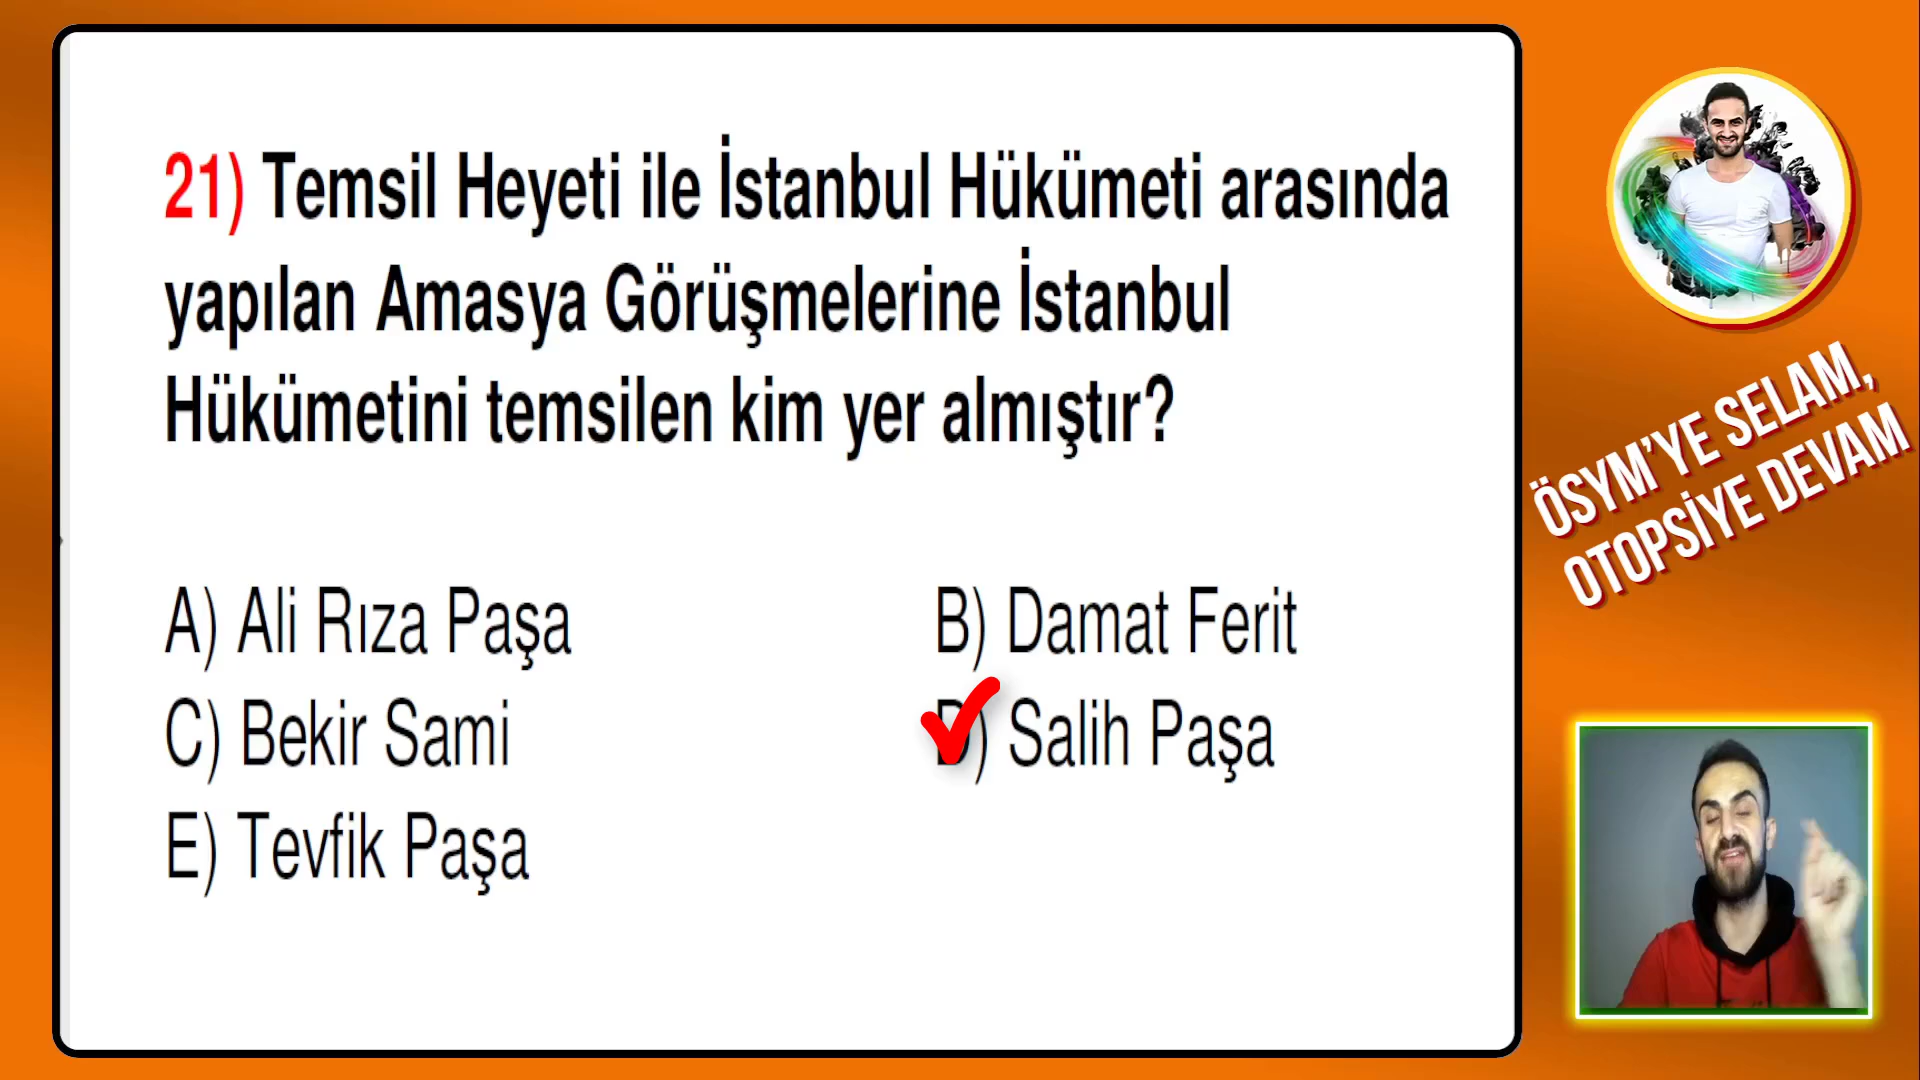 21) Temsil Heyeti ile İstanbul Hükümeti arasında
yapılan Amasya Görüşmelerine İstanbul
Hükümetini temsilen kim yer almıştır?
A) Ali Rıza Paşa
B) Damat Ferit
C) Bekir Sami
D) Salih Paşa
E) Tevfik Paşa
ÖSYM'YE SELAM,
OTOPSİYE DEVAM